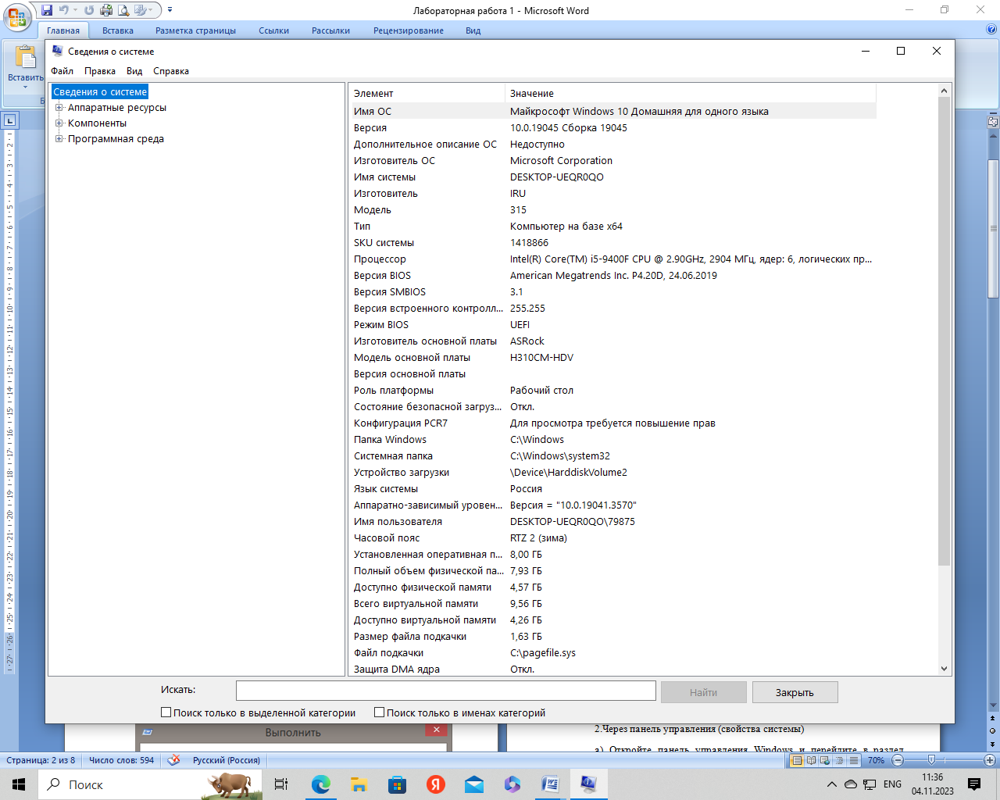 Лабораторная работа 1 - Microsoft Word
Главная Вставка Разметка страницы Ссылки Рассылки Рецензирование Вид
Вставить
Сведения о системе
Файл Правка Вид Справка
Сведения о системе
Аппаратные ресурсы
Компоненты
Программная среда
Элемент Значение
Имя ОС Майкрософт Windows 10 Домашняя для одного языка
Версия 10.0.19045 Сборка 19045
Дополнительное описание ОС Недоступно
Изготовитель ОС Microsoft Corporation
Имя системы DESKTOP-UEQR0QO
Изготовитель IRU
Модель 315
Тип Компьютер на базе x64
SKU системы 1418866
Процессор Intel(R) Core(TM) i5-9400F CPU @ 2.90GHz, 2904 МГц, ядер: 6, логических пр...
Версия BIOS American Megatrends Inc. P4.20D, 24.06.2019
Версия SMBIOS 3.1
Версия встроенного контролл... 255.255
Режим BIOS UEFI
Изготовитель основной платы ASRock
Модель основной платы H310CM-HDV
Версия основной платы
Роль платформы Рабочий стол
Состояние безопасной загруз... Откл.
Конфигурация PCR7 Для просмотра требуется повышение прав
Папка Windows C:\Windows
Системная папка C:\Windows\system32
Устройство загрузки \Device\HarddiskVolume2
Язык системы Россия
Аппаратно-зависимый уровен... Версия = "10.0.19041.3570"
Имя пользователя DESKTOP-UEQR0QO\79875
Часовой пояс RTZ 2 (зима)
Установленная оперативная п... 8,00 ГБ
Полный объем физической па... 7,93 ГБ
Доступно физической памяти 4,57 ГБ
Всего виртуальной памяти 9,56 ГБ
Доступно виртуальной памяти 4,26 ГБ
Размер файла подкачки 1,63 ГБ
Файл подкачки C:\pagefile.sys
Защита DMA ядра Откл.
Искать: Найти Закрыть
Поиск только в выделенной категории Поиск только в именах категорий
Выполнить
2.Через панель управления (свойства системы)
а) Откройте панель управления Windows и перейдите в раздел
Страница: 2 из 8 Число слов: 594 Русский (Россия) 70%
Поиск
ENG
11:36
04.11.2023